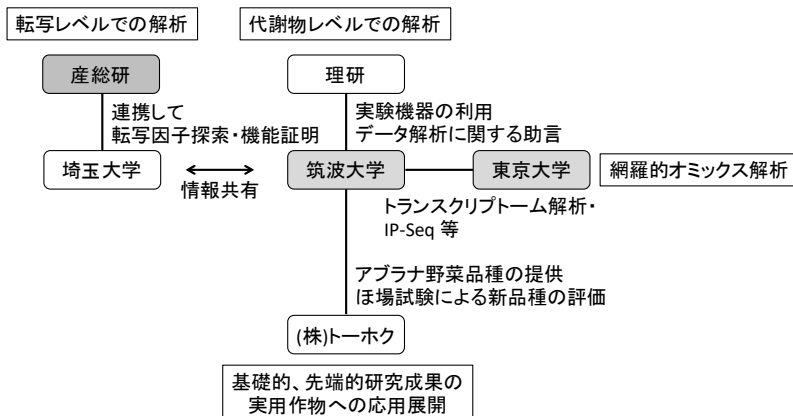 転写レベルでの解析
代謝物レベルでの解析
産総研
理研
連携して
転写因子探索・機能証明
実験機器の利用
データ解析に関する助言
埼玉大学
情報共有
筑波大学
東京大学
網羅的オミックス解析
トランスクリプトーム解析・
IP-Seq 等
アブラナ野菜品種の提供
ほ場試験による新品種の評価
(株)トーホク
基礎的、先端的研究成果の
実用作物への応用展開